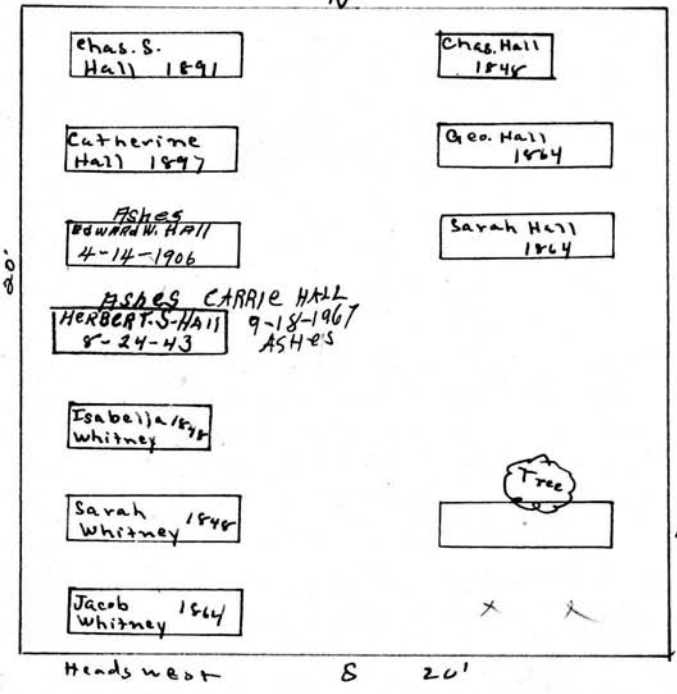 N
Chas. S.
Hall 1891
Chas. Hall
1848
Catherine
Hall 1897
Geo. Hall
1864
Ashes
EDWARD W. HALL
4-14-1906
Sarah Hall
1864
20'
Ashes CARRIE HALL
HERBERT-S-HAll 9-18-1967
8-24-43 ASHES
Isabella 1848
Whitney
Tree
Sarah 1848
Whitney
Jacob 1864
Whitney
x x
Heads west S 20'